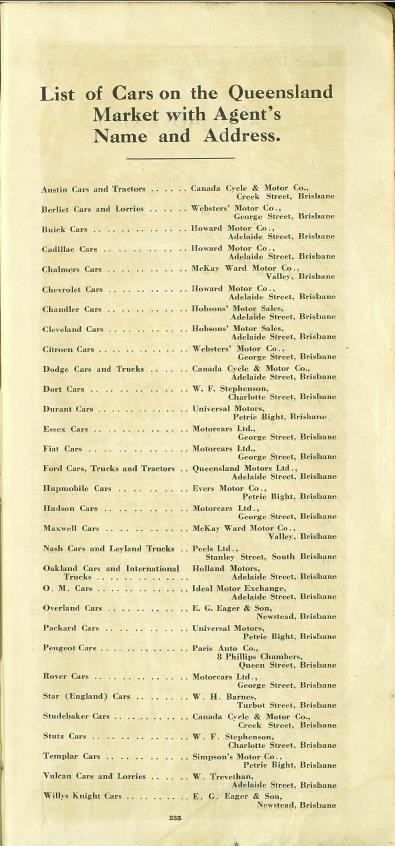 List of Cars on the Queensland
Market with Agent's
Name and Address.
Austin Cars and Tractors . . . . . . Canada Cycle & Motor Co.,
Creek Street, Brisbane
Berliet Cars and Lorries . . . . . . Websters' Motor Co.,
George Street, Brisbane
Buick Cars . . . . . . . . . . . . . Howard Motor Co.,
Adelaide Street, Brisbane
Cadillac Cars . . . . . . . . . . . . Howard Motor Co.,
Adelaide Street, Brisbane
Chalmers Cars . . . . . . . . . . . McKay Ward Motor Co.,
Valley, Brisbane
Chevrolet Cars . . . . . . . . . . . Howard Motor Co.,
Adelaide Street, Brisbane
Chandler Cars . . . . . . . . . . . Hobsons' Motor Sales,
Adelaide Street, Brisbane
Cleveland Cars . . . . . . . . . . . Hobsons' Motor Sales,
Adelaide Street, Brisbane
Citroen Cars . . . . . . . . . . . . Websters' Motor Co.,
George Street, Brisbane
Dodge Cars and Trucks . . . . . . Canada Cycle & Motor Co.,
Adelaide Street, Brisbane
Dort Cars . . . . . . . . . . . . . W. F. Stephenson,
Charlotte Street, Brisbane
Durant Cars . . . . . . . . . . . . Universal Motors,
Petrie Bight, Brisbane
Essex Cars . . . . . . . . . . . . . Motorcars Ltd.,
George Street, Brisbane
Fiat Cars . . . . . . . . . . . . . Motorcars Ltd.,
George Street, Brisbane
Ford Cars, Trucks and Tractors . . Queensland Motors Ltd.,
Adelaide Street, Brisbane
Hupmobile Cars . . . . . . . . . . Evers Motor Co.,
Petrie Bight, Brisbane
Hudson Cars . . . . . . . . . . . . Motorcars Ltd.,
George Street, Brisbane
Maxwell Cars . . . . . . . . . . . McKay Ward Motor Co.,
Valley, Brisbane
Nash Cars and Leyland Trucks . . Peels Ltd.,
Stanley Street, South Brisbane
Oakland Cars and International Holland Motors,
Trucks . . . . . . . . . . . . Adelaide Street, Brisbane
O. M. Cars . . . . . . . . . . . . . Ideal Motor Exchange,
Adelaide Street, Brisbane
Overland Cars . . . . . . . . . . . E. G. Eager & Son,
Newstead, Brisbane
Packard Cars . . . . . . . . . . . Universal Motors,
Petrie Bight, Brisbane
Peugeot Cars . . . . . . . . . . . . Paris Auto Co.,
8 Phillips Chambers,
Queen Street, Brisbane
Rover Cars . . . . . . . . . . . . Motorcars Ltd.,
George Street, Brisbane
Star (England) Cars . . . . . . . . W. H. Barnes,
Turbot Street, Brisbane
Studebaker Cars . . . . . . . . . . Canada Cycle & Motor Co.,
Creek Street, Brisbane
Stutz Cars . . . . . . . . . . . . W. F. Stephenson,
Charlotte Street, Brisbane
Templar Cars . . . . . . . . . . . Simpson's Motor Co.,
Petrie Bight, Brisbane
Vulcan Cars and Lorries . . . . . . W. Trevethan,
Adelaide Street, Brisbane
Willys Knight Cars . . . . . . . . . E. G. Eager & Son,
Newstead, Brisbane
235